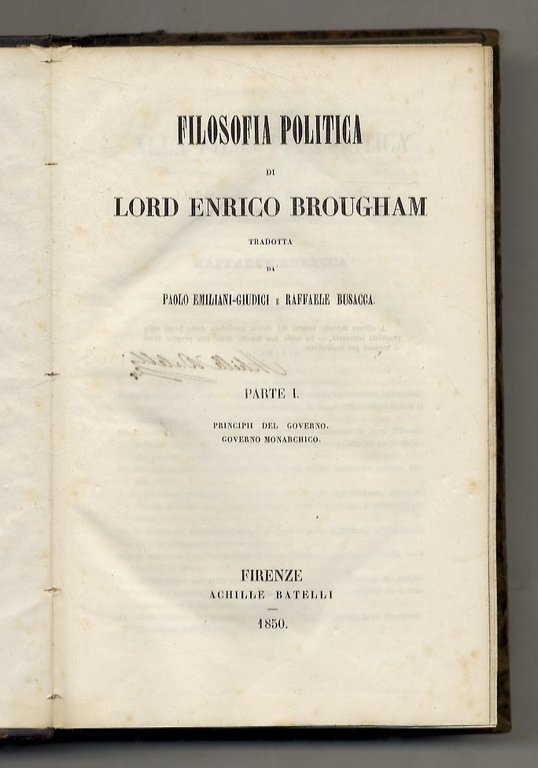 FILOSOFIA POLITICA
DI
LORD ENRICO BROUGHAM
TRADOTTA
DA
PAOLO EMILIANI-GIUDICI E RAFFAELE BUSACCA.
PARTE I.
PRINCIPII DEL GOVERNO.
GOVERNO MONARCHICO.
FIRENZE
ACHILLE BATELLI
1850.